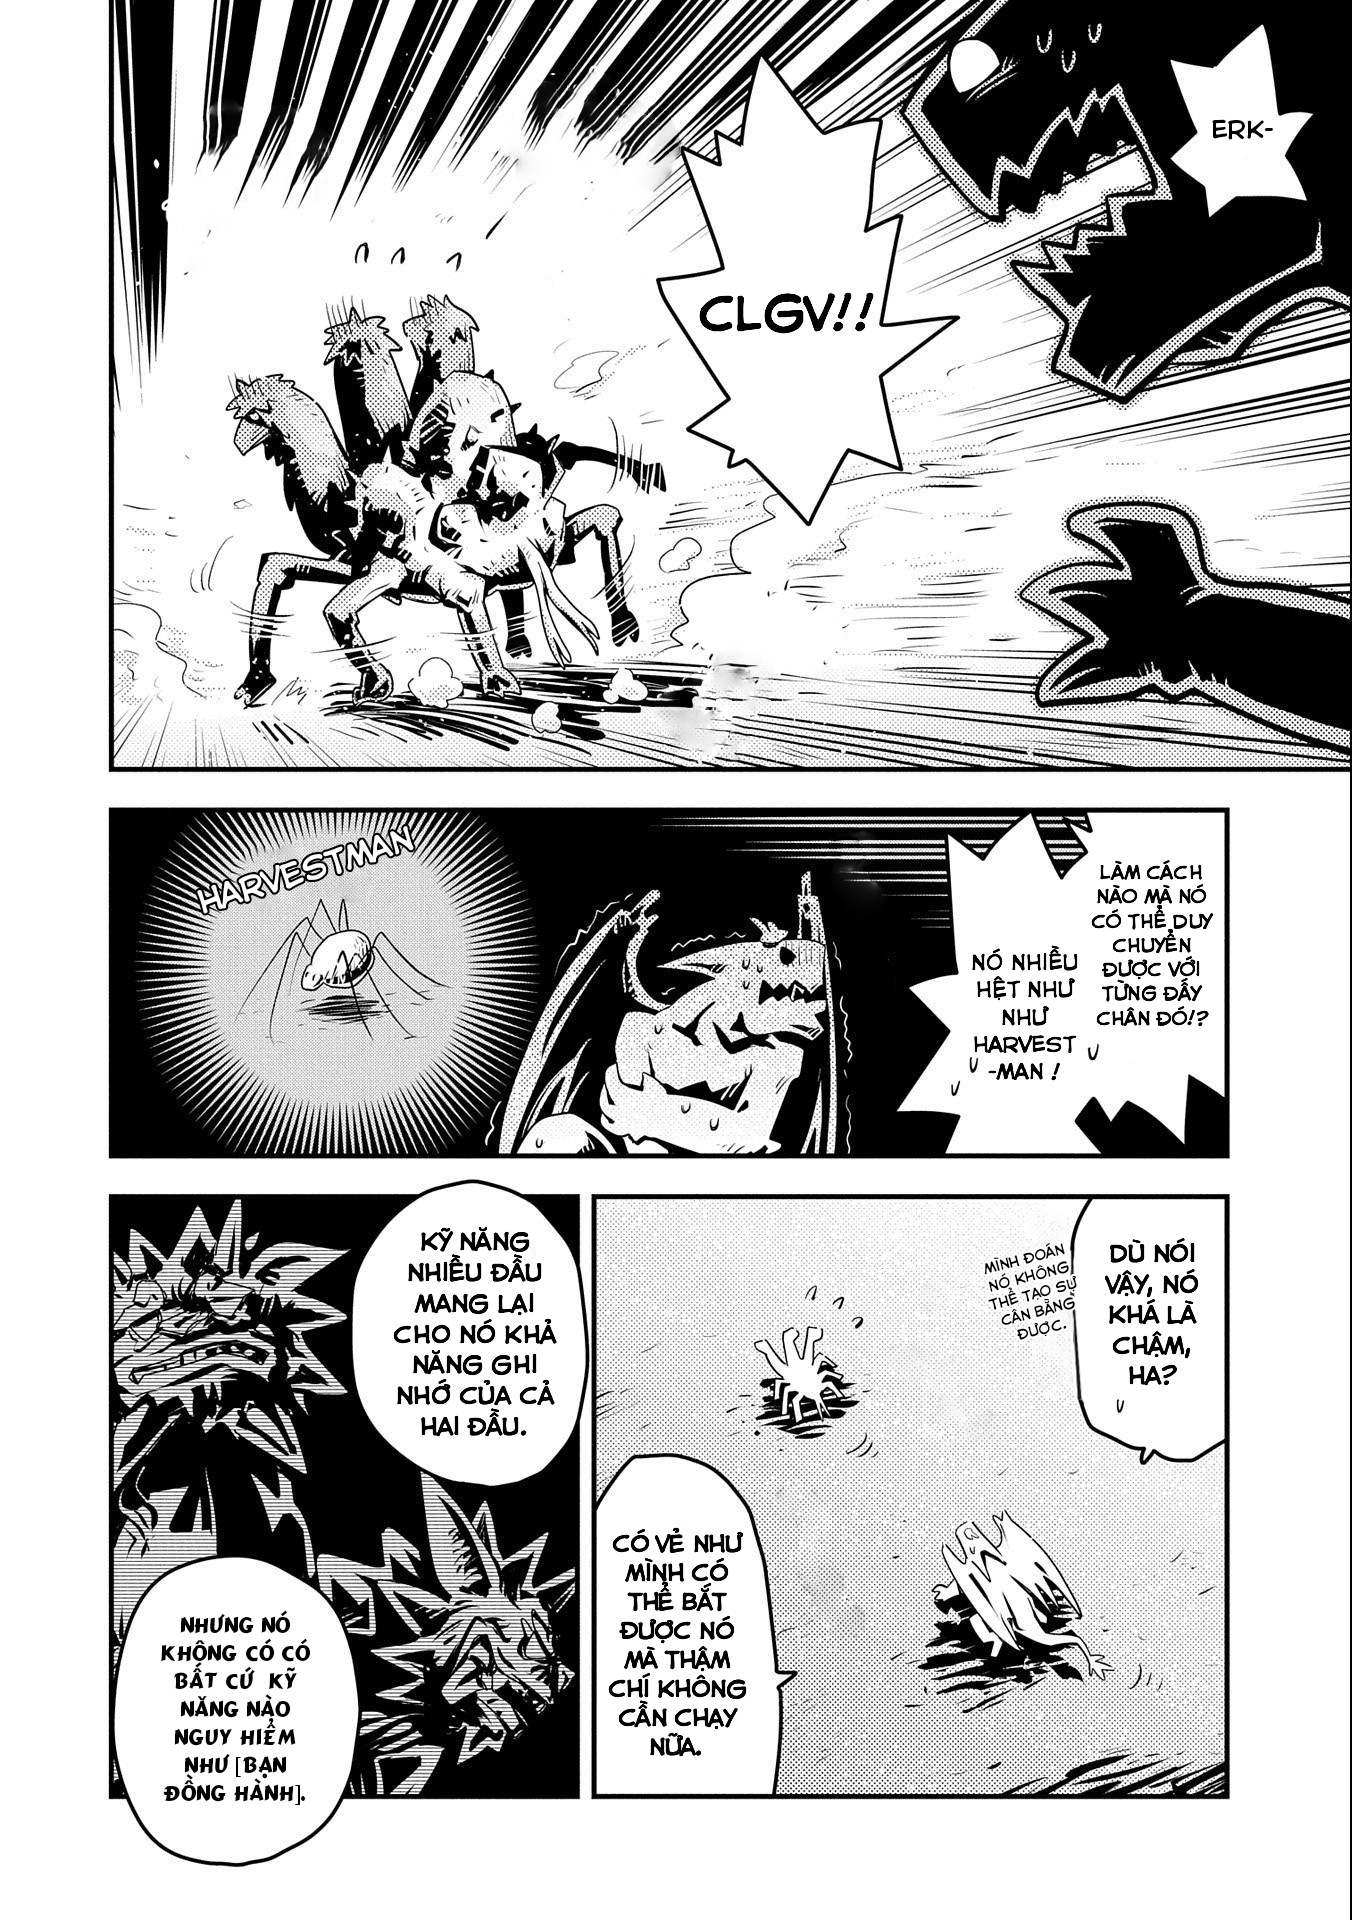 ERK-
CLGV!!
LÀM CÁCH
NÀO MÀ NÓ
CÓ THỂ DUY
CHUYỂN
ĐƯỢC VỚI
TỪNG ĐẤY
CHÂN ĐÓ!?
NÓ NHIỀU
HỆT NHƯ
NHƯ
HARVEST
-MAN !
HARVESTMAN
DÙ NÓI
VẬY, NÓ
KHÁ LÀ
CHẬM,
HA?
MÌNH ĐOÁN
NÓ KHÔNG
THỂ TẠO SỰ
CÂN BẰNG
ĐƯỢC.
CÓ VẺ NHƯ
MÌNH CÓ
THỂ BẮT
ĐƯỢC NÓ
MÀ THẬM
CHÍ KHÔNG
CẦN CHẠY
NỮA.
KỸ NĂNG
NHIỀU ĐẦU
MANG LẠI
CHO NÓ KHẢ
NĂNG GHI
NHỚ CỦA CẢ
HAI ĐẦU.
NHƯNG NÓ
KHÔNG CÓ CÓ
BẤT CỨ KỸ
NĂNG NÀO
NGUY HIỂM
NHƯ [BẠN
ĐỒNG HÀNH].